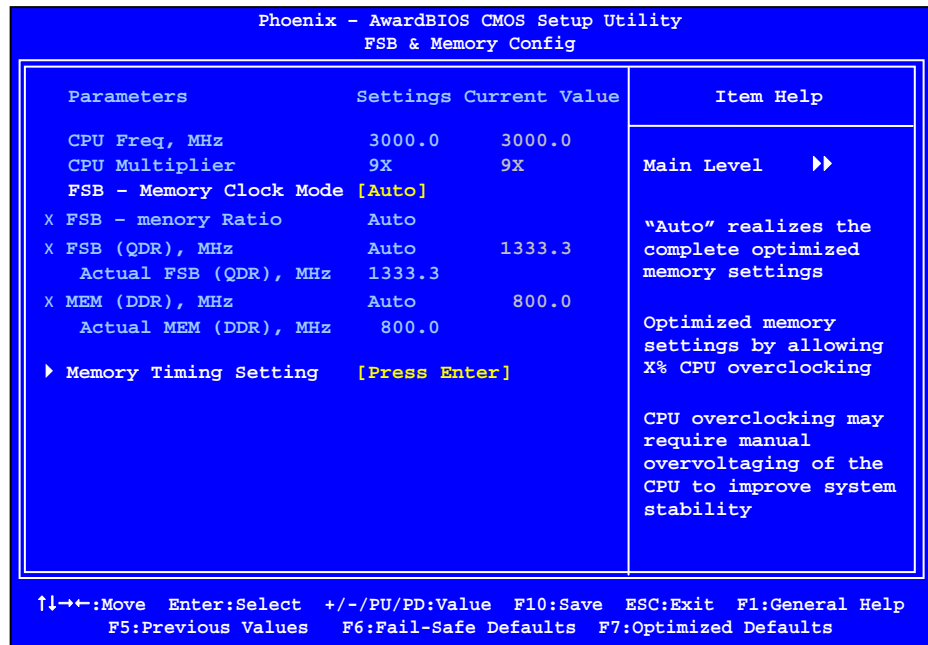 Phoenix – AwardBIOS CMOS Setup Utility
FSB & Memory Config
Parameters Settings Current Value
CPU Freq, MHz 3000.0 3000.0
CPU Multiplier 9X 9X
FSB – Memory Clock Mode [Auto]
X FSB – menory Ratio Auto
X FSB (QDR), MHz Auto 1333.3
Actual FSB (QDR), MHz 1333.3
X MEM (DDR), MHz Auto 800.0
Actual MEM (DDR), MHz 800.0
Memory Timing Setting [Press Enter]
Item Help
Main Level
“Auto” realizes the
complete optimized
memory settings
Optimized memory
settings by allowing
X% CPU overclocking
CPU overclocking may
require manual
overvoltaging of the
CPU to improve system
stability
↑↓→←:Move Enter:Select +/-/PU/PD:Value F10:Save ESC:Exit F1:General Help
F5:Previous Values F6:Fail-Safe Defaults F7:Optimized Defaults